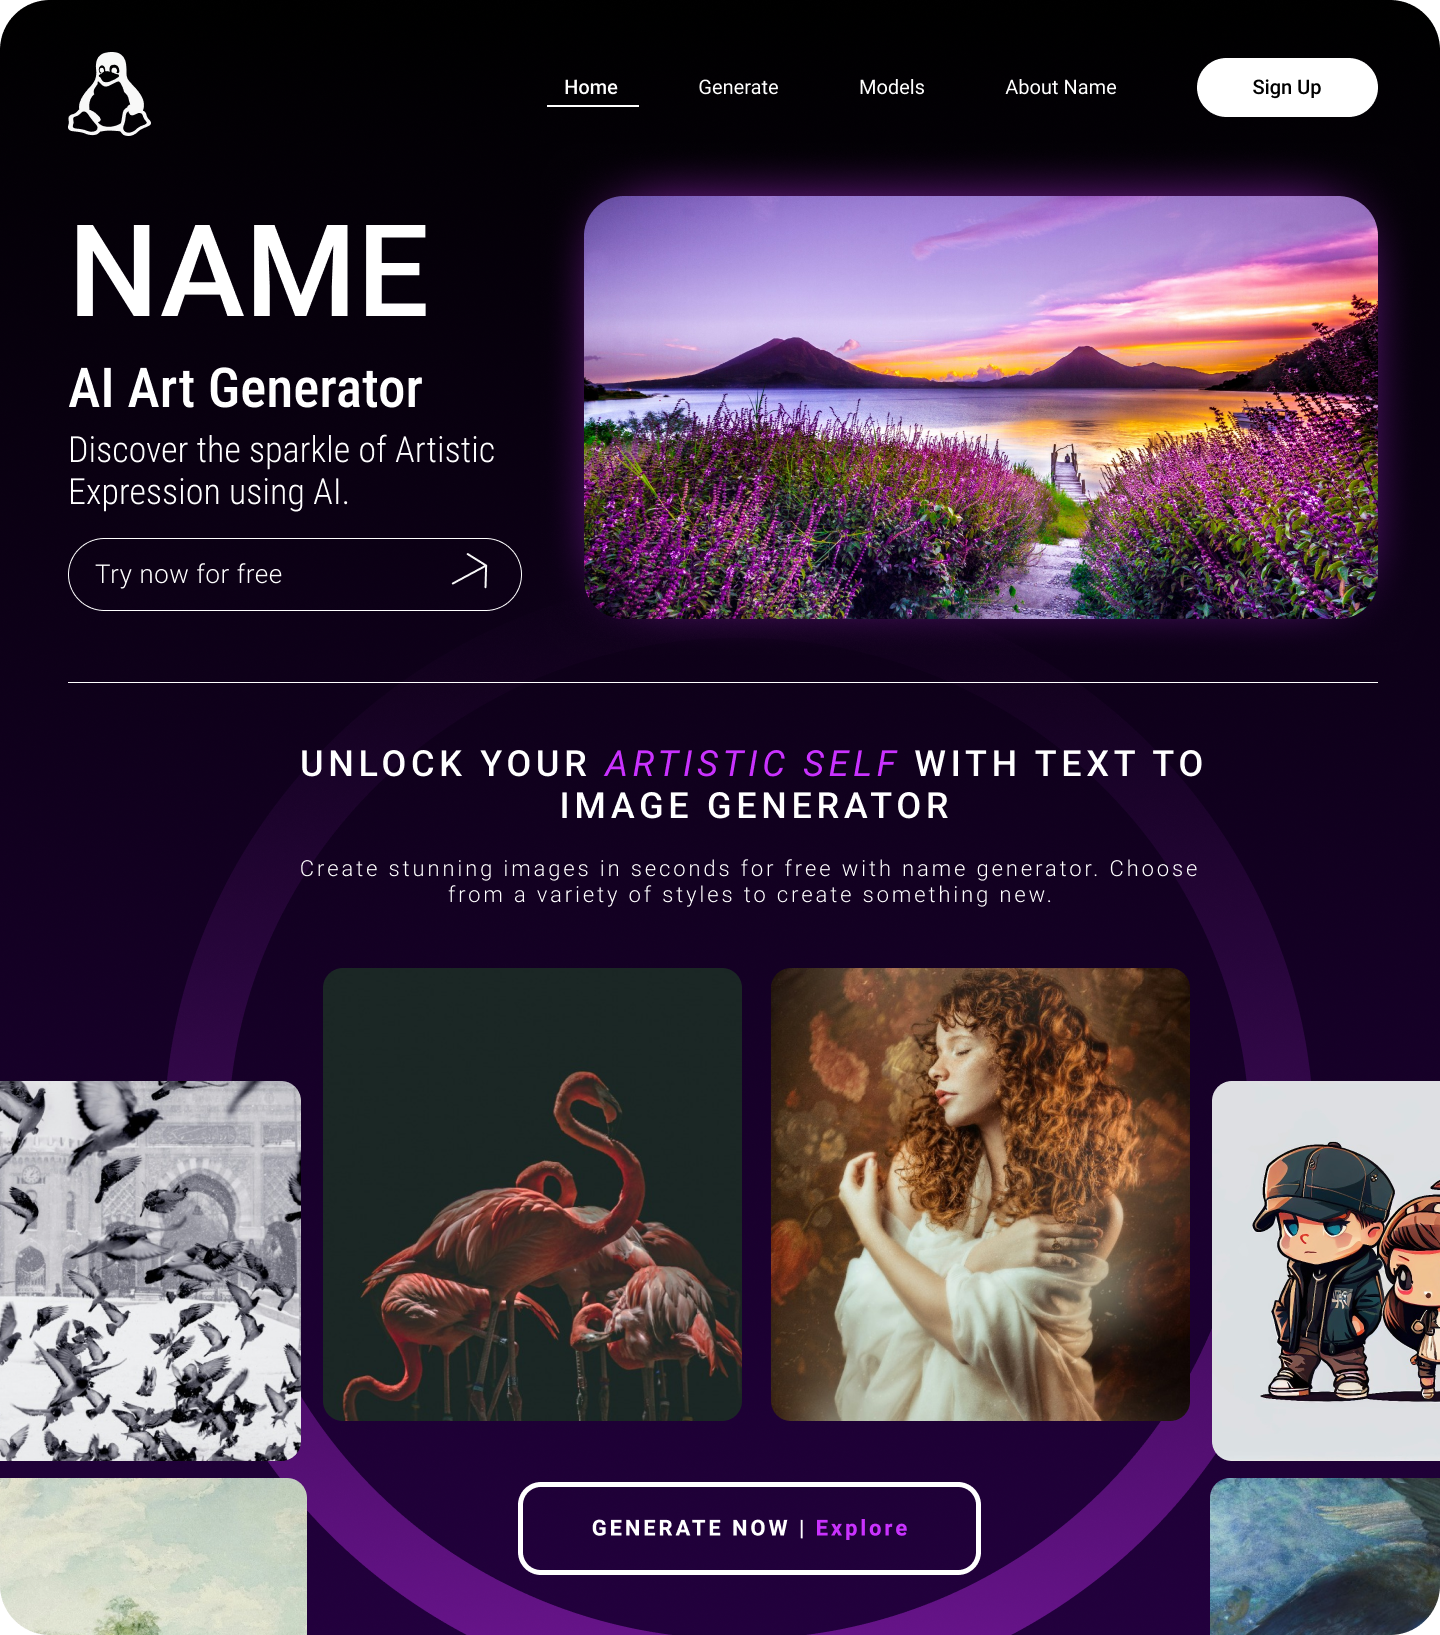 Home
Generate
Models
About Name
Sign Up
NAME
AI Art Generator
Discover the sparkle of Artistic
Expression using AI.
Try now for free
UNLOCK YOUR ARTISTIC SELF WITH TEXT TO
IMAGE GENERATOR
Create stunning images in seconds for free with name generator. Choose
from a variety of styles to create something new.
GENERATE NOW | Explore